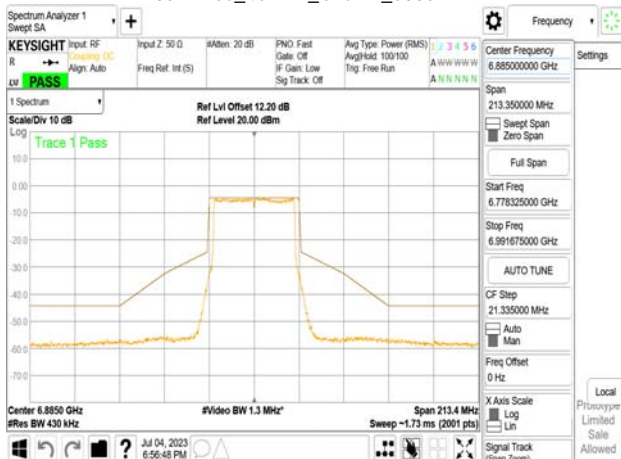 Spectrum Analyzer 1
Swept SA
Frequency
KEYSIGHT
R
LU
PASS
Input: RF
Coupling: DC
Align: Auto
Input Z: 50 Ω
Freq Ref: Int (S)
#Atten: 20 dB
PNO: Fast
Gate: Off
IF Gain: Low
Sig Track: Off
Avg Type: Power (RMS)
Avg|Hold: 100/100
Trig: Free Run
1 2 3 4 5 6
A W W W W W
A N N N N N
Center Frequency
6.885000000 GHz
Settings
Span
213.350000 MHz
Swept Span
Zero Span
Full Span
Start Freq
6.778325000 GHz
Stop Freq
6.991675000 GHz
AUTO TUNE
CF Step
21.335000 MHz
Auto
Man
Freq Offset
0 Hz
X Axis Scale
Log
Lin
Signal Track
(Span Zoom)
Local
Prototype
Limited
Sale
Allowed
1 Spectrum
Scale/Div 10 dB
Ref Lvl Offset 12.20 dB
Ref Level 20.00 dBm
Log
Trace 1 Pass
10.0
0.00
-10.0
-20.0
-30.0
-40.0
-50.0
-60.0
-70.0
Center 6.8850 GHz
#Video BW 1.3 MHz*
Span 213.4 MHz
#Res BW 430 kHz
Sweep ~1.73 ms (2001 pts)
?
Jul 04, 2023
6:56:48 PM